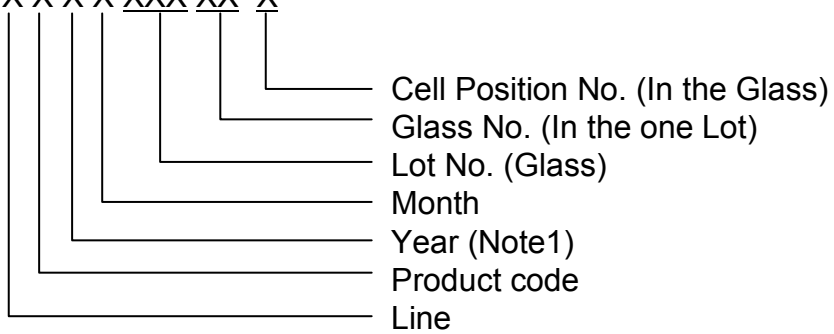 X X X X XXX XX X
Cell Position No. (In the Glass)
Glass No. (In the one Lot)
Lot No. (Glass)
Month
Year (Note1)
Product code
Line